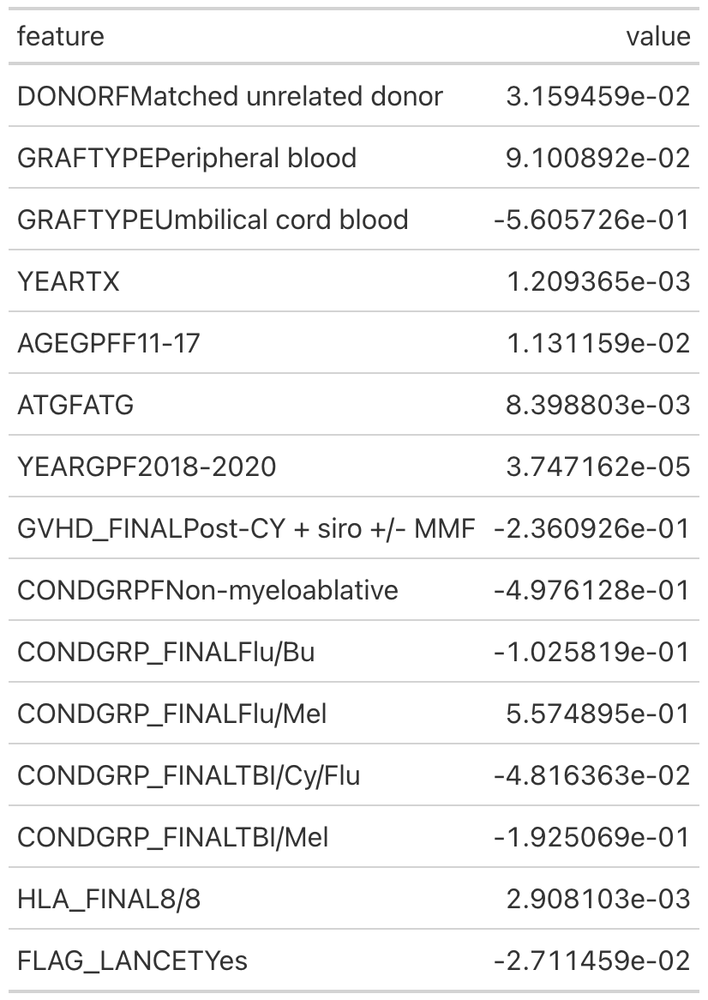 feature value
DONORFMatched unrelated donor 3.159459e-02
GRAFTYPEPeripheral blood 9.100892e-02
GRAFTYPEUmbilical cord blood -5.605726e-01
YEARTX 1.209365e-03
AGEGPFF11-17 1.131159e-02
ATGFATG 8.398803e-03
YEARGPF2018-2020 3.747162e-05
GVHD_FINALPost-CY + siro +/- MMF -2.360926e-01
CONDGRPFNon-myeloablative -4.976128e-01
CONDGRP_FINALFlu/Bu -1.025819e-01
CONDGRP_FINALFlu/Mel 5.574895e-01
CONDGRP_FINALTBI/Cy/Flu -4.816363e-02
CONDGRP_FINALTBI/Mel -1.925069e-01
HLA_FINAL8/8 2.908103e-03
FLAG_LANCETYes -2.711459e-02